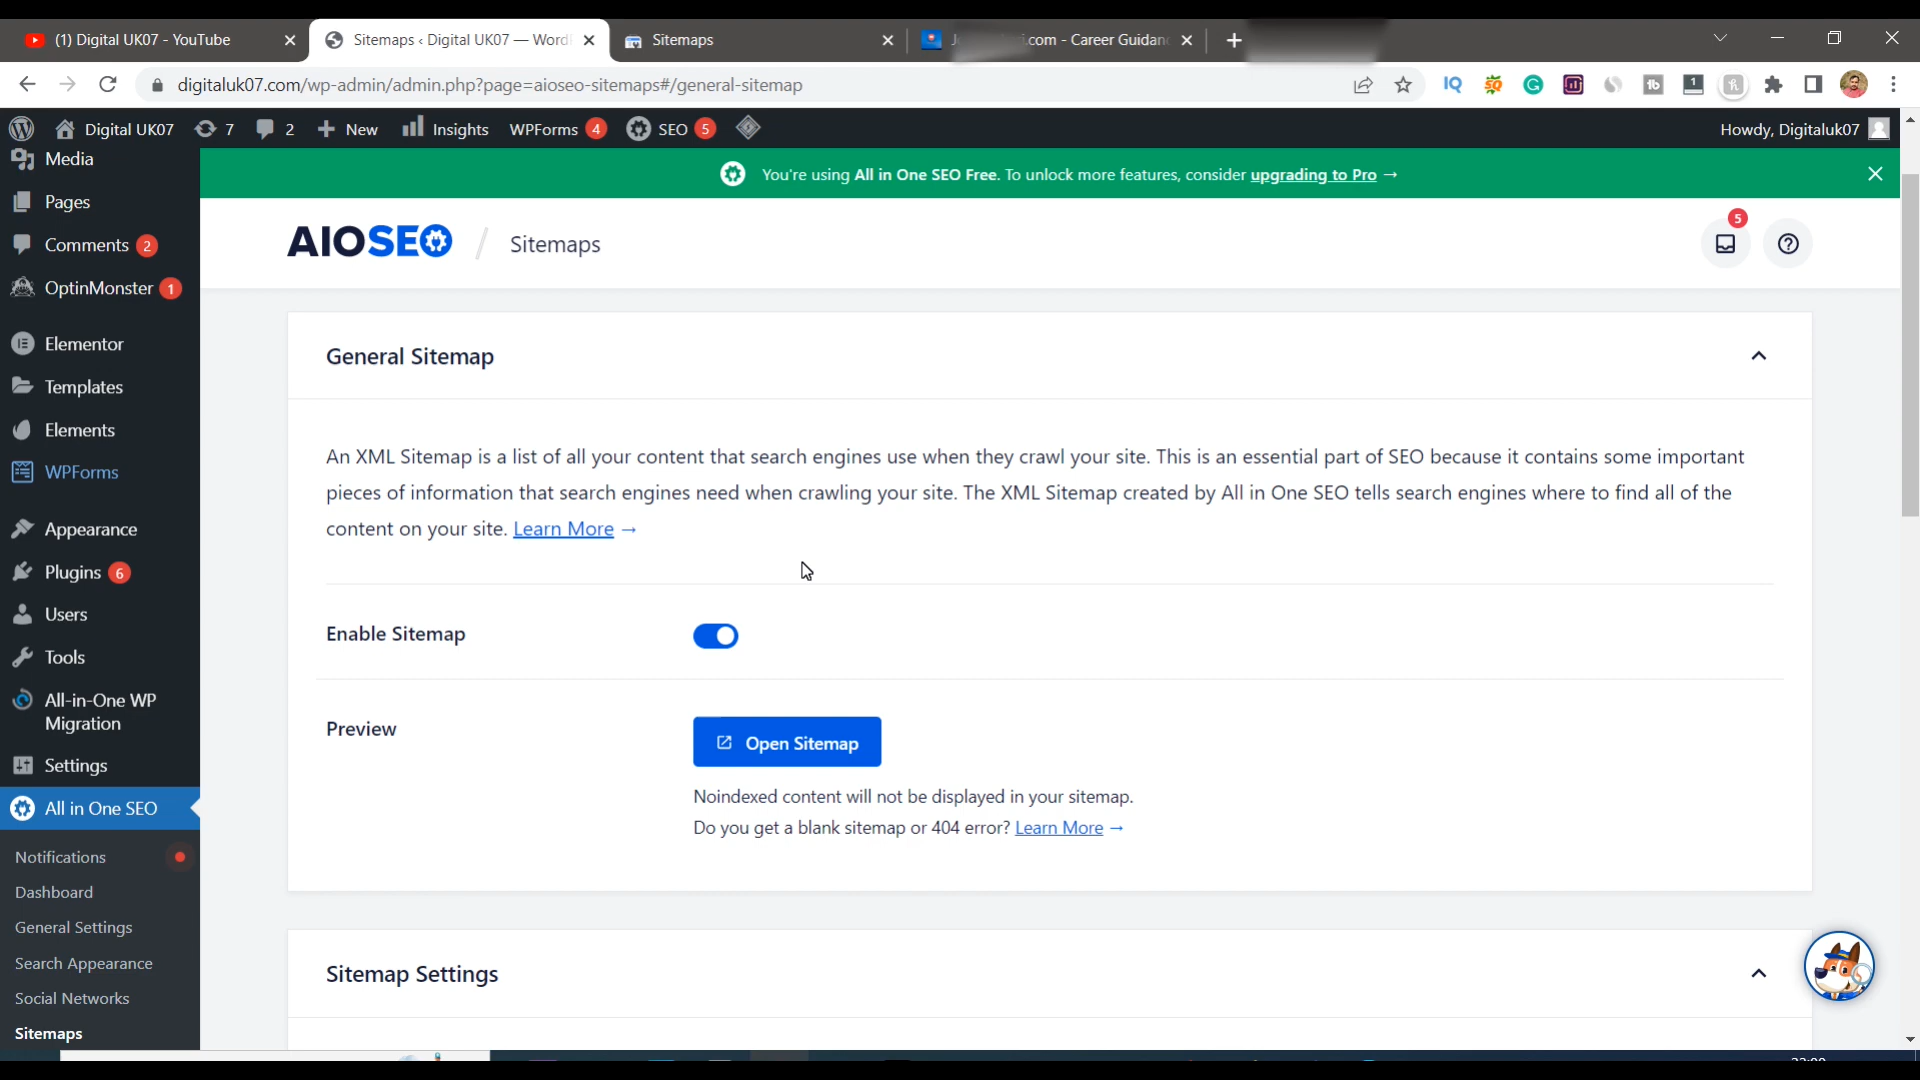 (1) Digital UK07 - YouTube
Sitemaps ‹ Digital UK07 — Word
Sitemaps
.com - Career Guidan
digitaluk07.com/wp-admin/admin.php?page=aioseo-sitemaps#/general-sitemap
Digital UK07
7
2
New
Insights
WPForms 4
SEO 5
Howdy, Digitaluk07
You're using All in One SEO Free. To unlock more features, consider upgrading to Pro →
Media
Pages
Comments 2
OptinMonster 1
Elementor
Templates
Elements
WPForms
Appearance
Plugins 6
Users
Tools
All-in-One WP
Migration
Settings
All in One SEO
Notifications
Dashboard
General Settings
Search Appearance
Social Networks
Sitemaps
AIOSEO / Sitemaps
5
General Sitemap
An XML Sitemap is a list of all your content that search engines use when they crawl your site. This is an essential part of SEO because it contains some important
pieces of information that search engines need when crawling your site. The XML Sitemap created by All in One SEO tells search engines where to find all of the
content on your site. Learn More →
Enable Sitemap
Preview
Open Sitemap
Noindexed content will not be displayed in your sitemap.
Do you get a blank sitemap or 404 error? Learn More →
Sitemap Settings